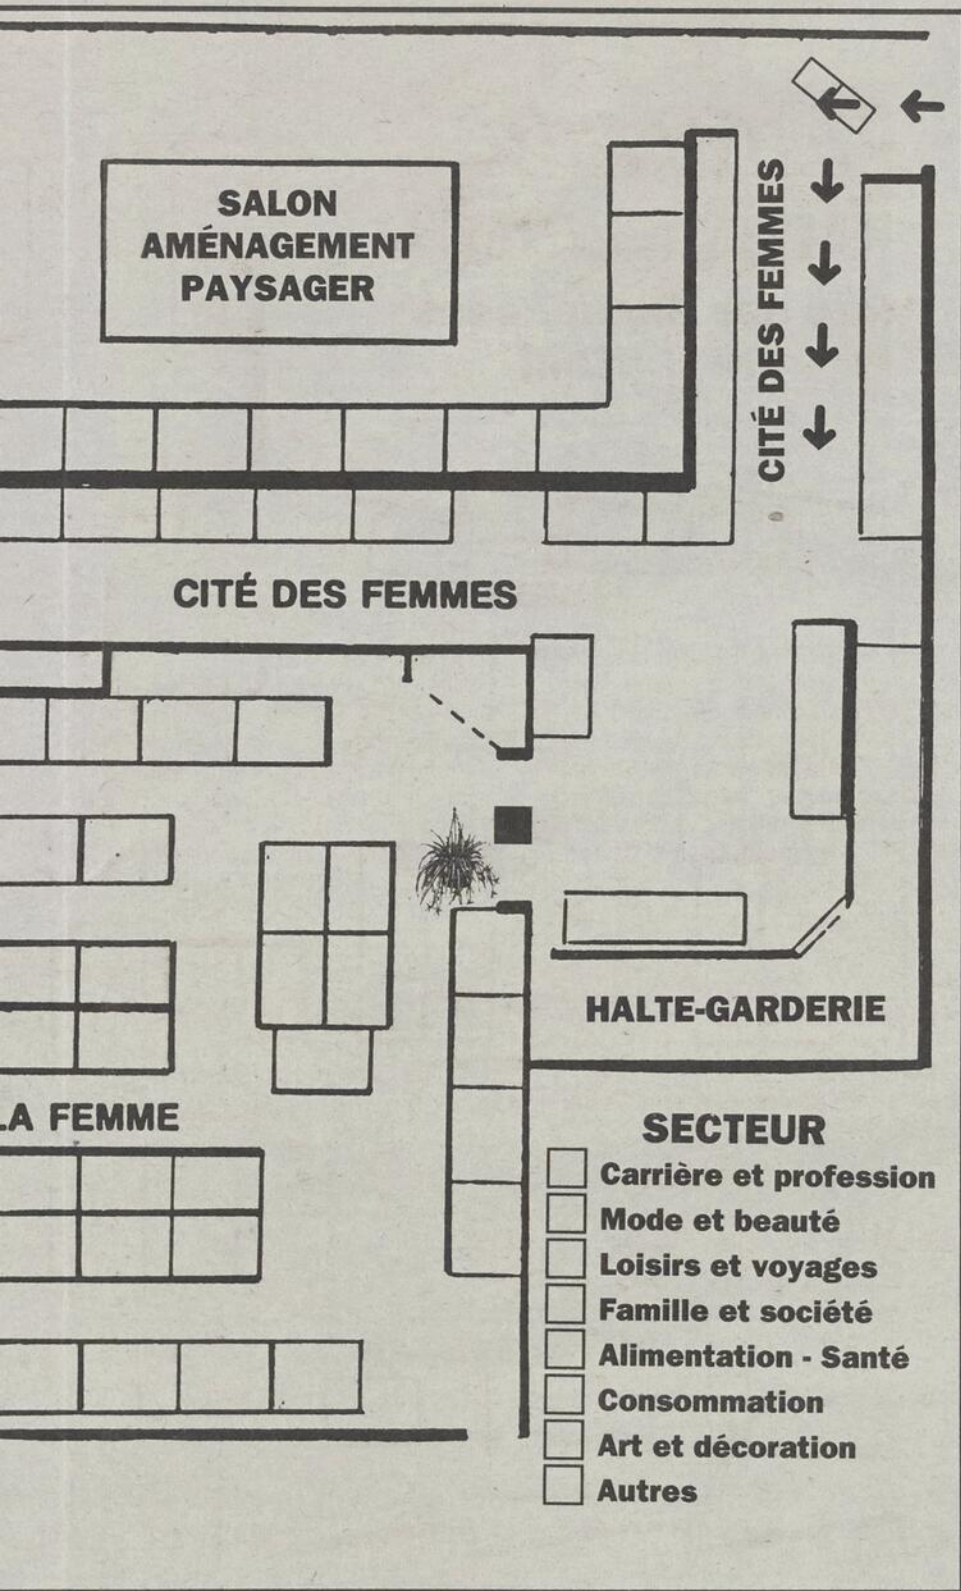 SALON
AMÉNAGEMENT
PAYSAGER
CITÉ DES FEMMES
CITÉ DES FEMMES
HALTE-GARDERIE
LA FEMME
SECTEUR
Carrière et profession
Mode et beauté
Loisirs et voyages
Famille et société
Alimentation - Santé
Consommation
Art et décoration
Autres